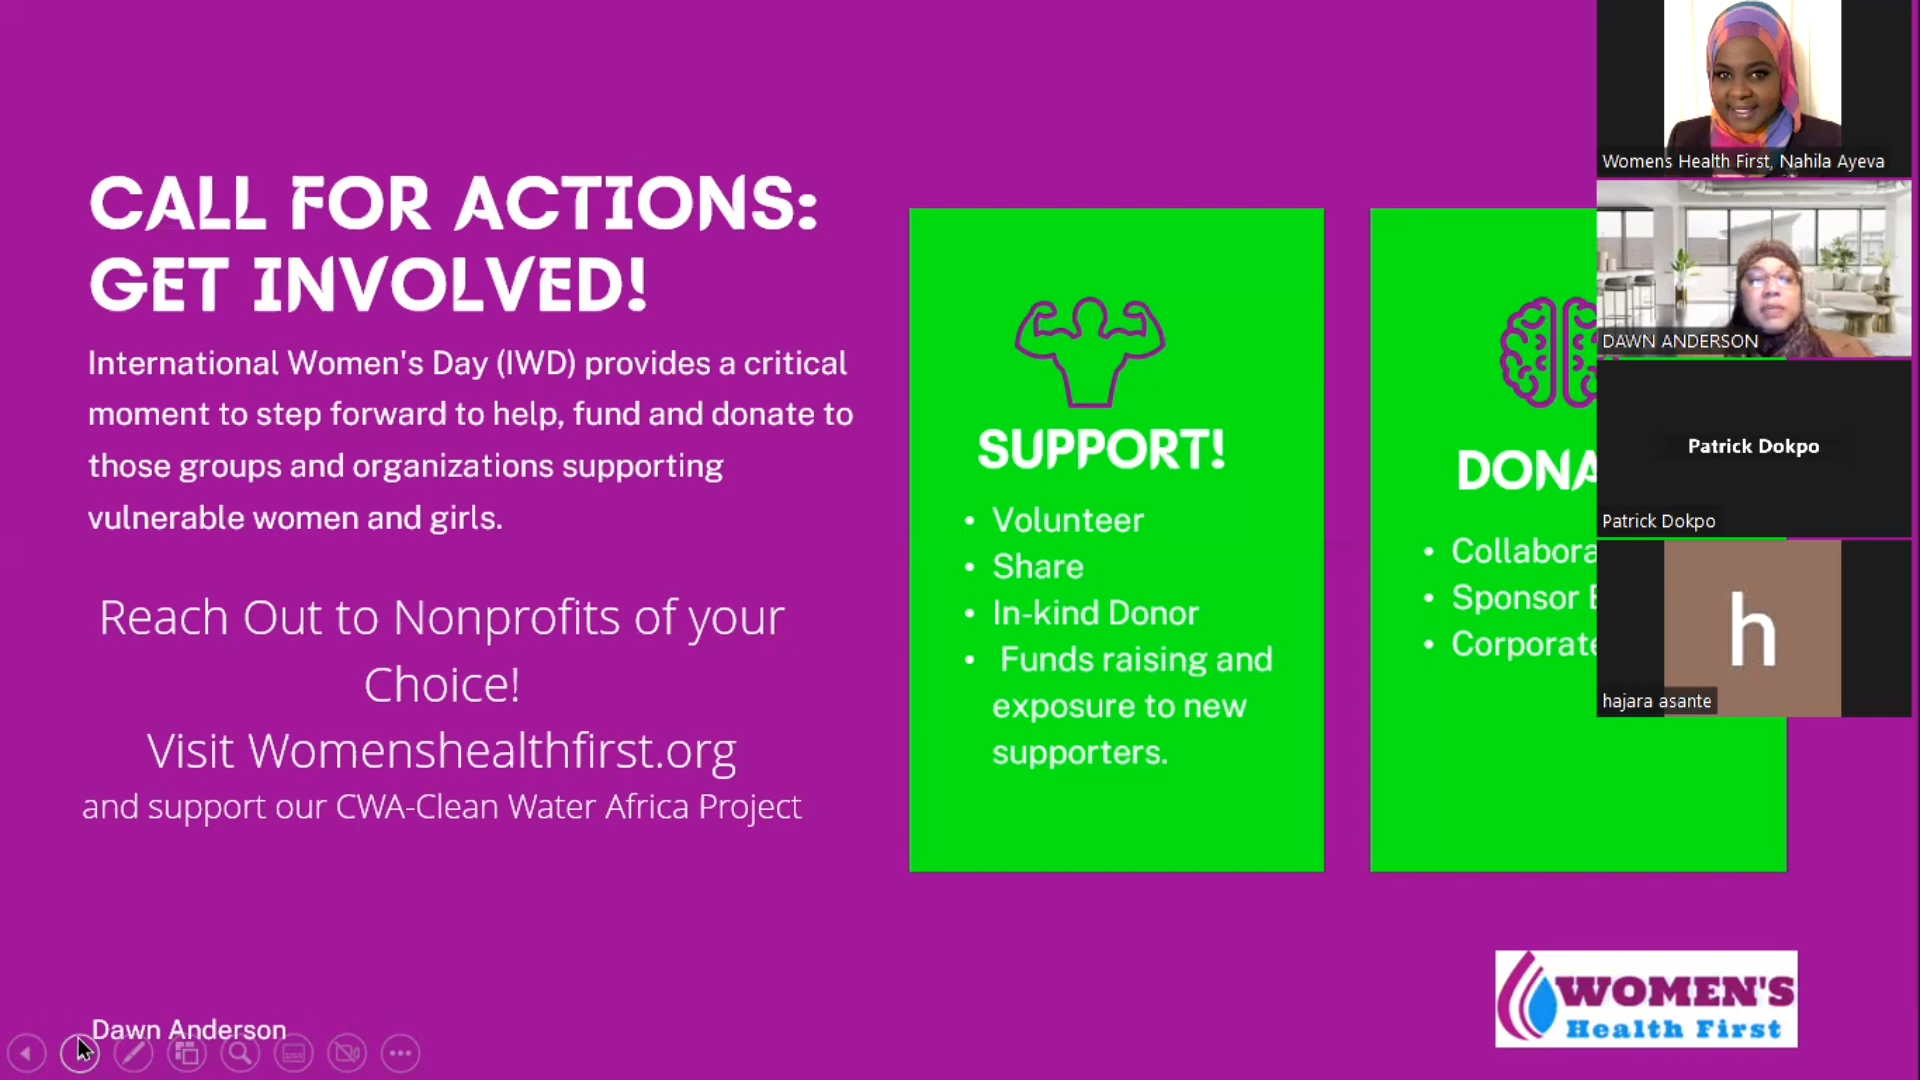 CALL FOR ACTIONS:
GET INVOLVED!
International Women's Day (IWD) provides a critical
moment to step forward to help, fund and donate to
those groups and organizations supporting
vulnerable women and girls.
Reach Out to Nonprofits of your
Choice!
Visit Womenshealthfirst.org
and support our CWA-Clean Water Africa Project
SUPPORT!
• Volunteer
• Share
• In-kind Donor
• Funds raising and
exposure to new
supporters.
• Sponsor
Womens Health First, Nahila Ayeva
DAWN ANDERSON
Patrick Dokpo
Patrick Dokpo
h
hajara asante
WOMEN'S
Health First
Dawn Anderson